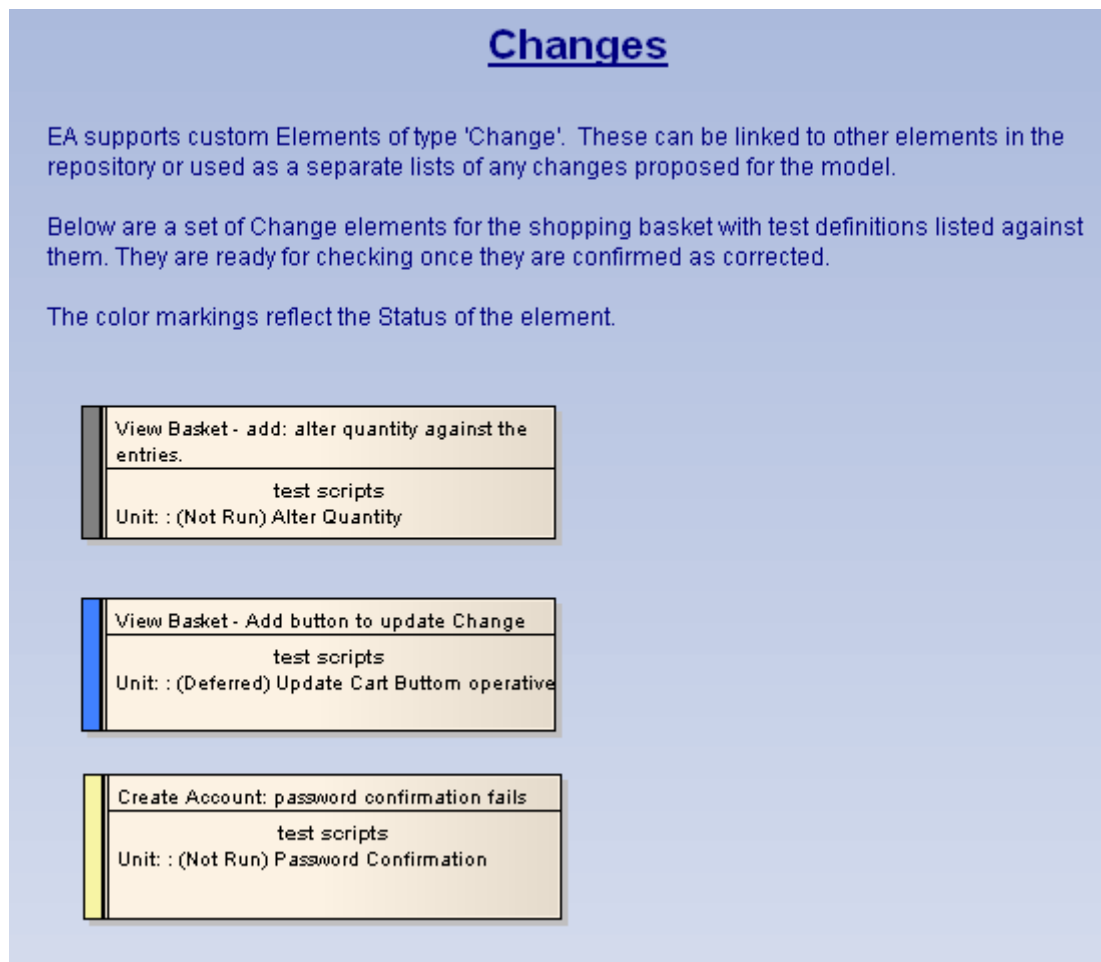 Changes
EA supports custom Elements of type 'Change'.  These can be linked to other elements in the
repository or used as a separate lists of any changes proposed for the model.
Below are a set of Change elements for the shopping basket with test definitions listed against
them. They are ready for checking once they are confirmed as corrected.
The color markings reflect the Status of the element.
View Basket - add: alter quantity against the
entries.
test scripts
Unit: : (Not Run) Alter Quantity
View Basket - Add button to update Change
test scripts
Unit: : (Deferred) Update Cart Buttom operative
Create Account: password confirmation fails
test scripts
Unit: : (Not Run) Password Confirmation